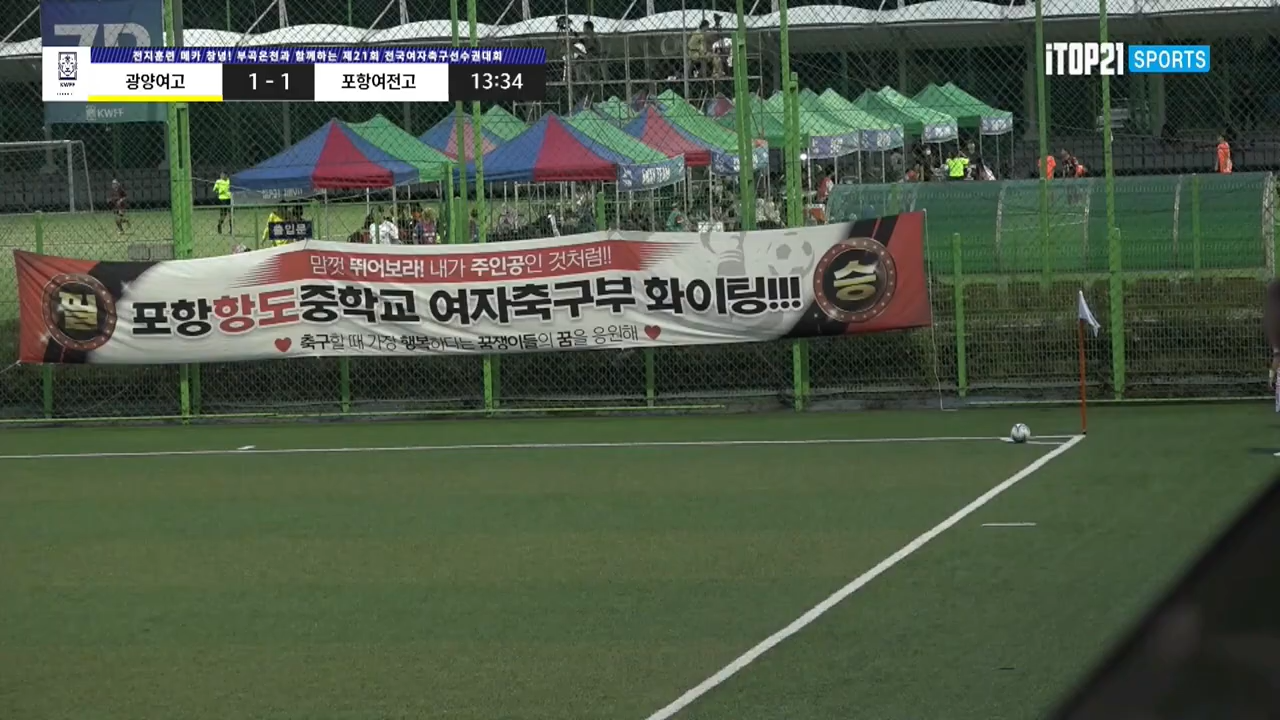 전지훈련 메카 창녕! 부곡온천과 함께하는 제21회 전국여자축구선수권대회
KWFF
광양여고 1 - 1 포항여전고 13:34
iTOP21 SPORTS
KWFF
출입문
맘껏 뛰어보라! 내가 주인공인 것처럼!!
필 포항항도중학교 여자축구부 화이팅!!! 승
축구할 때 가장 행복하다는 꿈쟁이들의 꿈을 응원해